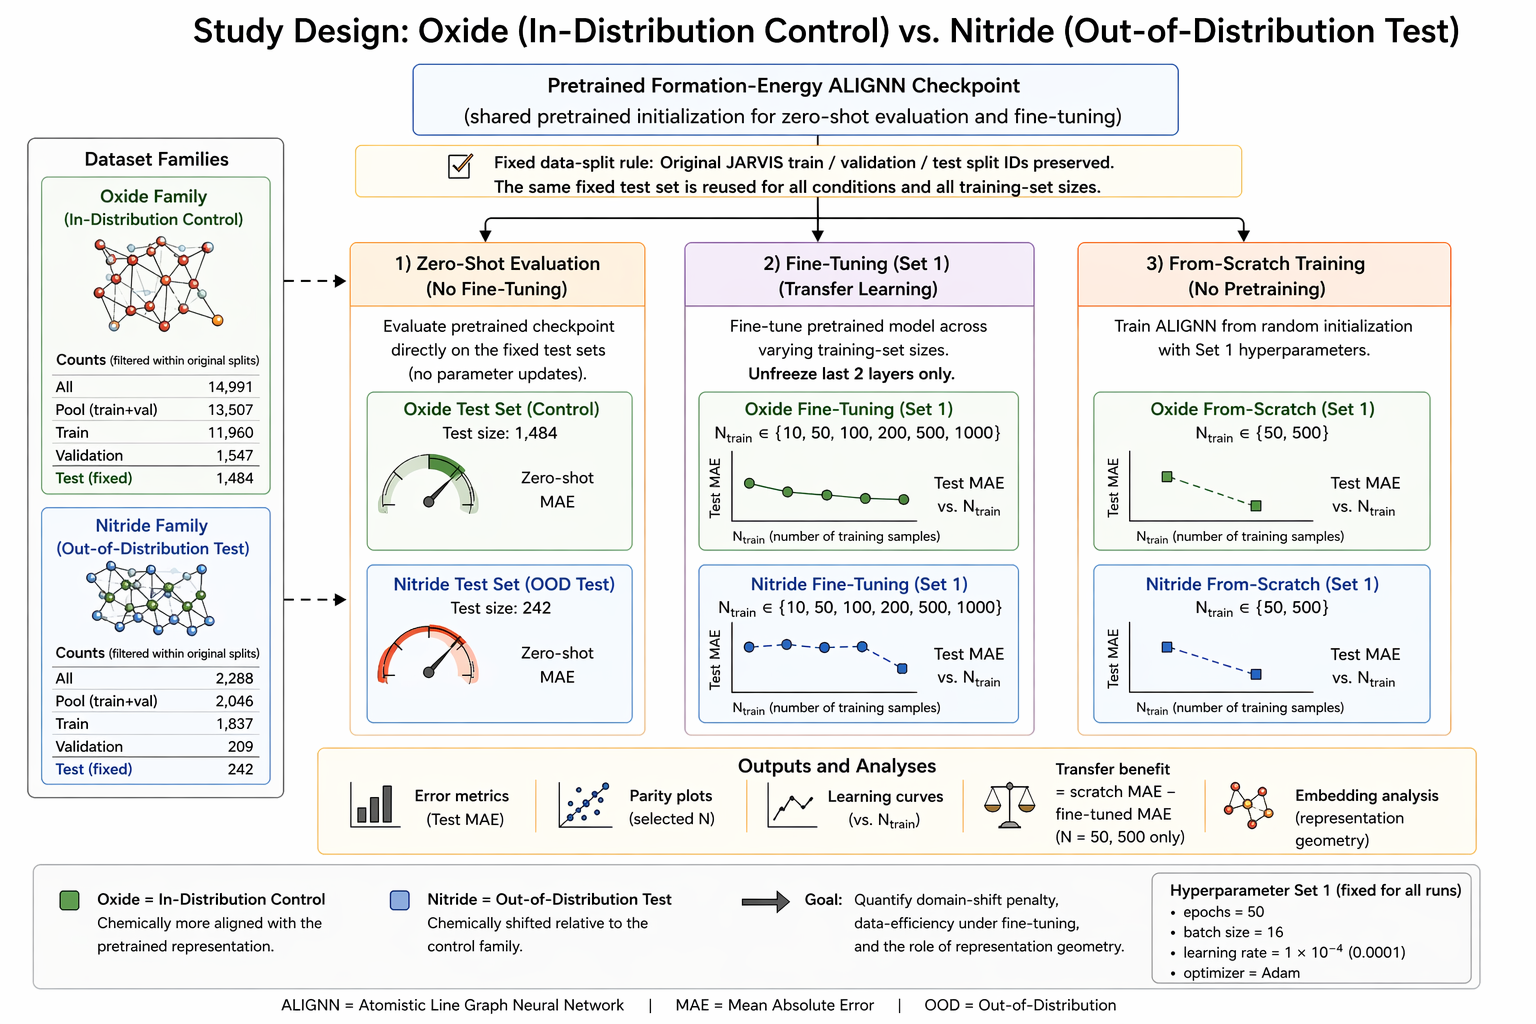 Study Design: Oxide (In-Distribution Control) vs. Nitride (Out-of-Distribution Test)
Pretrained Formation-Energy ALIGNN Checkpoint
(shared pretrained initialization for zero-shot evaluation and fine-tuning)
Fixed data-split rule: Original JARVIS train / validation / test split IDs preserved.
The same fixed test set is reused for all conditions and all training-set sizes.
Dataset Families
Oxide Family
(In-Distribution Control)
Counts (filtered within original splits)
All 14,991
Pool (train+val) 13,507
Train 11,960
Validation 1,547
Test (fixed) 1,484
Nitride Family
(Out-of-Distribution Test)
Counts (filtered within original splits)
All 2,288
Pool (train+val) 2,046
Train 1,837
Validation 209
Test (fixed) 242
1) Zero-Shot Evaluation
(No Fine-Tuning)
Evaluate pretrained checkpoint
directly on the fixed test sets
(no parameter updates).
Oxide Test Set (Control)
Test size: 1,484
Zero-shot
MAE
Nitride Test Set (OOD Test)
Test size: 242
Zero-shot
MAE
2) Fine-Tuning (Set 1)
(Transfer Learning)
Fine-tune pretrained model across
varying training-set sizes.
Unfreeze last 2 layers only.
Oxide Fine-Tuning (Set 1)
N_train ∈ {10, 50, 100, 200, 500, 1000}
Test MAE
Test MAE
vs. N_train
N_train (number of training samples)
Nitride Fine-Tuning (Set 1)
N_train ∈ {10, 50, 100, 200, 500, 1000}
Test MAE
Test MAE
vs. N_train
N_train (number of training samples)
3) From-Scratch Training
(No Pretraining)
Train ALIGNN from random initialization
with Set 1 hyperparameters.
Oxide From-Scratch (Set 1)
N_train ∈ {50, 500}
Test MAE
Test MAE
vs. N_train
N_train (number of training samples)
Nitride From-Scratch (Set 1)
N_train ∈ {50, 500}
Test MAE
Test MAE
vs. N_train
N_train (number of training samples)
Outputs and Analyses
Error metrics
(Test MAE)
Parity plots
(selected N)
Learning curves
(vs. N_train)
Transfer benefit
= scratch MAE −
fine-tuned MAE
(N = 50, 500 only)
Embedding analysis
(representation
geometry)
Oxide = In-Distribution Control
Chemically more aligned with the
pretrained representation.
Nitride = Out-of-Distribution Test
Chemically shifted relative to the
control family.
Goal: Quantify domain-shift penalty,
data-efficiency under fine-tuning,
and the role of representation geometry.
Hyperparameter Set 1 (fixed for all runs)
• epochs = 50
• batch size = 16
• learning rate = 1 × 10⁻⁴ (0.0001)
• optimizer = Adam
ALIGNN = Atomistic Line Graph Neural Network | MAE = Mean Absolute Error | OOD = Out-of-Distribution